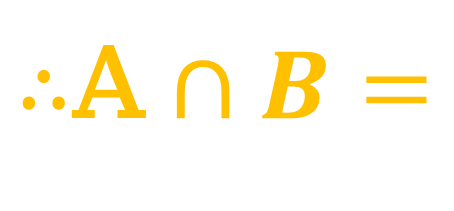 ∴A ∩ B =